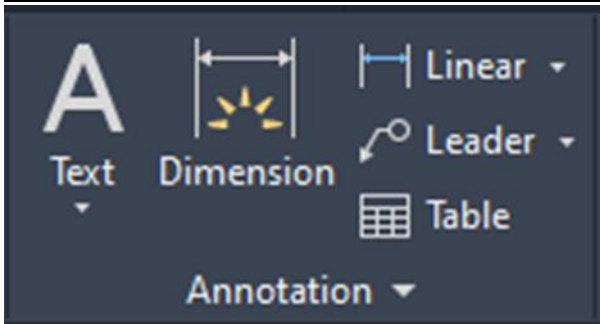 Text
Dimension
Linear
Leader
Table
Annotation